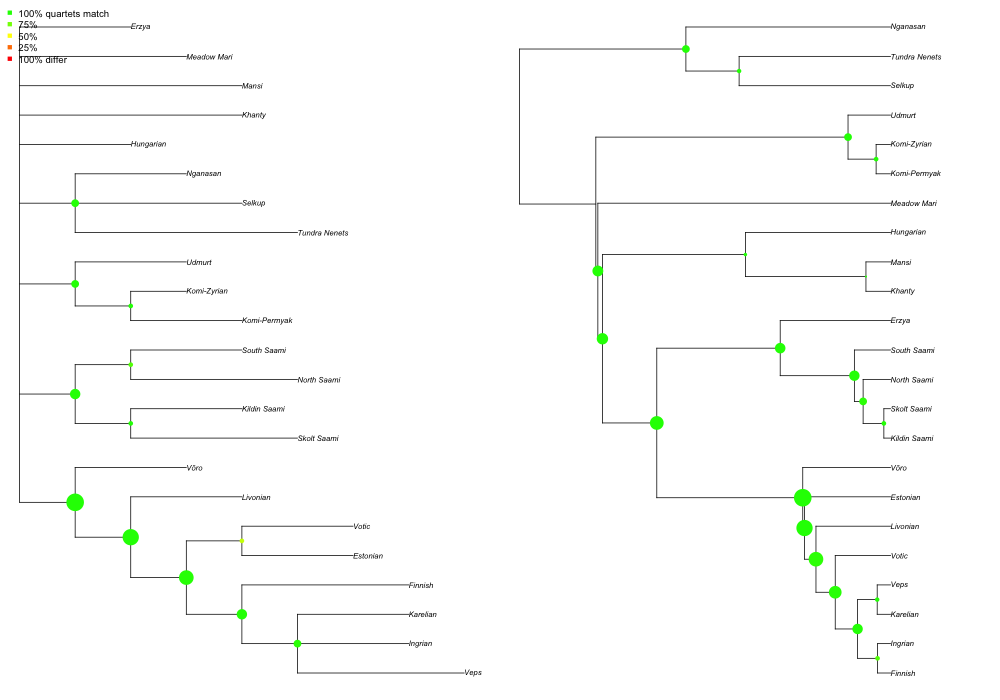 100% quartets match
75%
50%
25%
100% differ
Erzya
Meadow Mari
Mansi
Khanty
Hungarian
Nganasan
Selkup
Tundra Nenets
Udmurt
Komi-Zyrian
Komi-Permyak
South Saami
North Saami
Kildin Saami
Skolt Saami
Võro
Livonian
Votic
Estonian
Finnish
Karelian
Ingrian
Veps
Nganasan
Tundra Nenets
Selkup
Udmurt
Komi-Zyrian
Komi-Permyak
Meadow Mari
Hungarian
Mansi
Khanty
Erzya
South Saami
North Saami
Skolt Saami
Kildin Saami
Võro
Estonian
Livonian
Votic
Veps
Karelian
Ingrian
Finnish